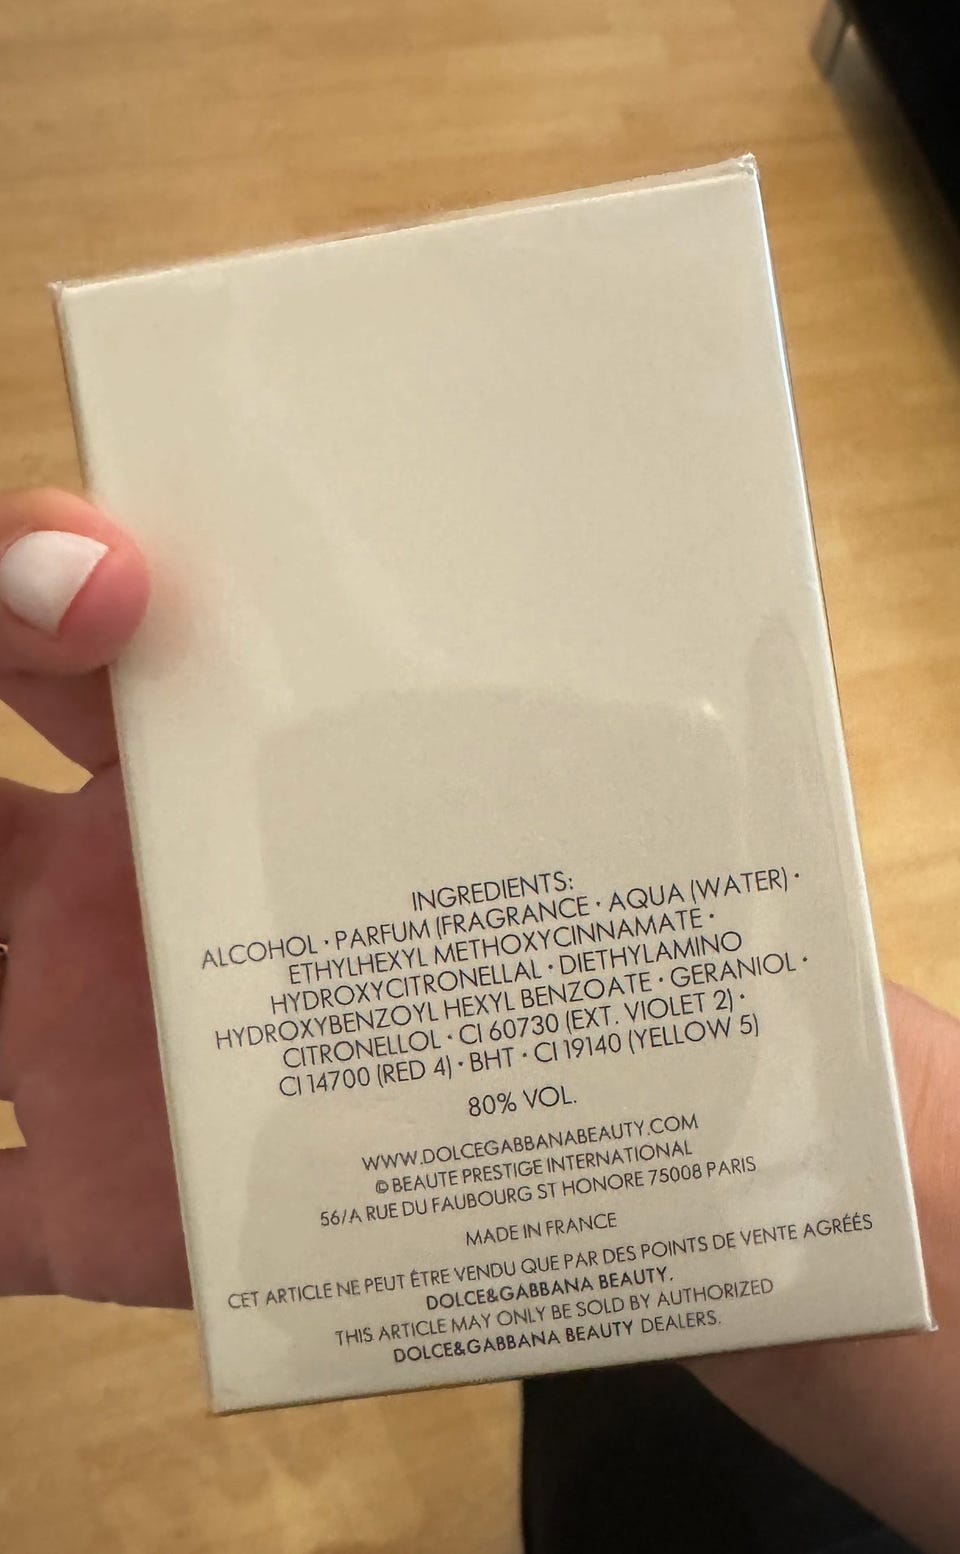 INGREDIENTS:
ALCOHOL · PARFUM (FRAGRANCE · AQUA (WATER) ·
ETHYLHEXYL METHOXYCINNAMATE ·
HYDROXYCITRONELLAL · DIETHYLAMINO
HYDROXYBENZOYL HEXYL BENZOATE · GERANIOL ·
CITRONELLOL · CI 60730 (EXT. VIOLET 2) ·
CI 14700 (RED 4) · BHT · CI 19140 (YELLOW 5)
80% VOL.
WWW.DOLCEGABBANABEAUTY.COM
© BEAUTE PRESTIGE INTERNATIONAL
56/A RUE DU FAUBOURG ST HONORE 75008 PARIS
MADE IN FRANCE
CET ARTICLE NE PEUT ÊTRE VENDU QUE PAR DES POINTS DE VENTE AGRÉÉS
DOLCE&GABBANA BEAUTY.
THIS ARTICLE MAY ONLY BE SOLD BY AUTHORIZED
DOLCE&GABBANA BEAUTY DEALERS.